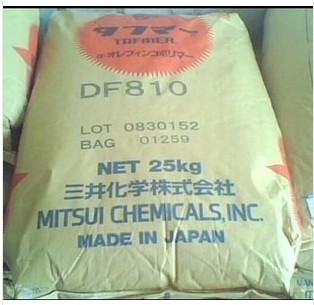 タフマー
TAFMER
α-オレフィンコポリマー
DF810
LOT 0830152
BAG 01259
NET 25kg
三井化学株式会社
MITSUI CHEMICALS, INC.
MADE IN JAPAN